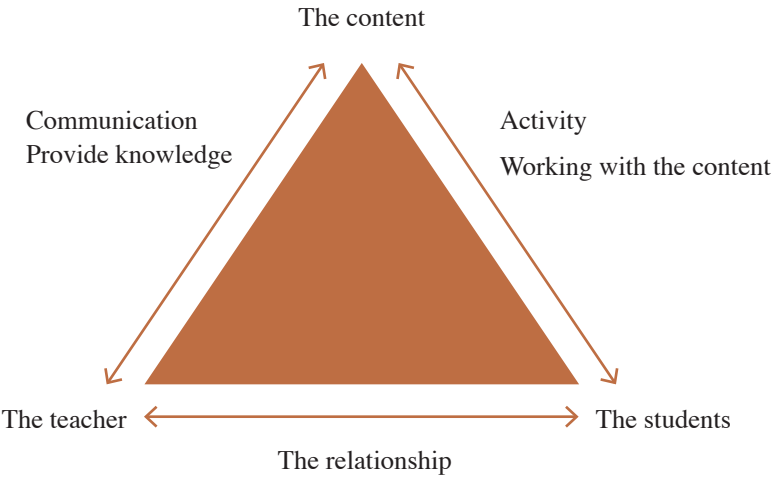 The content
Communication
Provide knowledge
Activity
Working with the content
The teacher
The students
The relationship